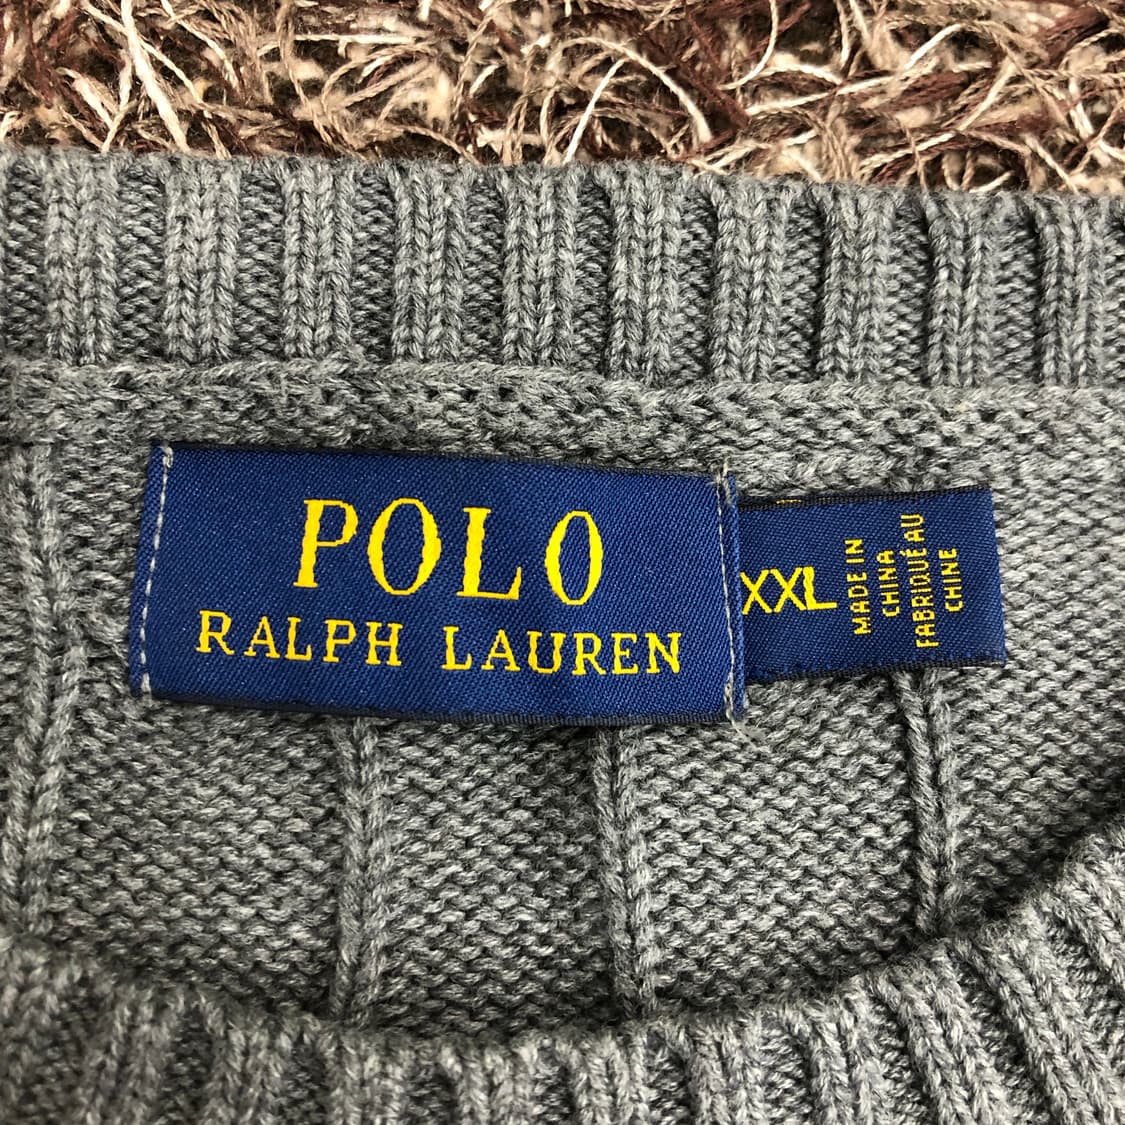 POLO
RALPH LAUREN
XXL
MADE IN
CHINA
FABRIQUÉ AU
CHINE